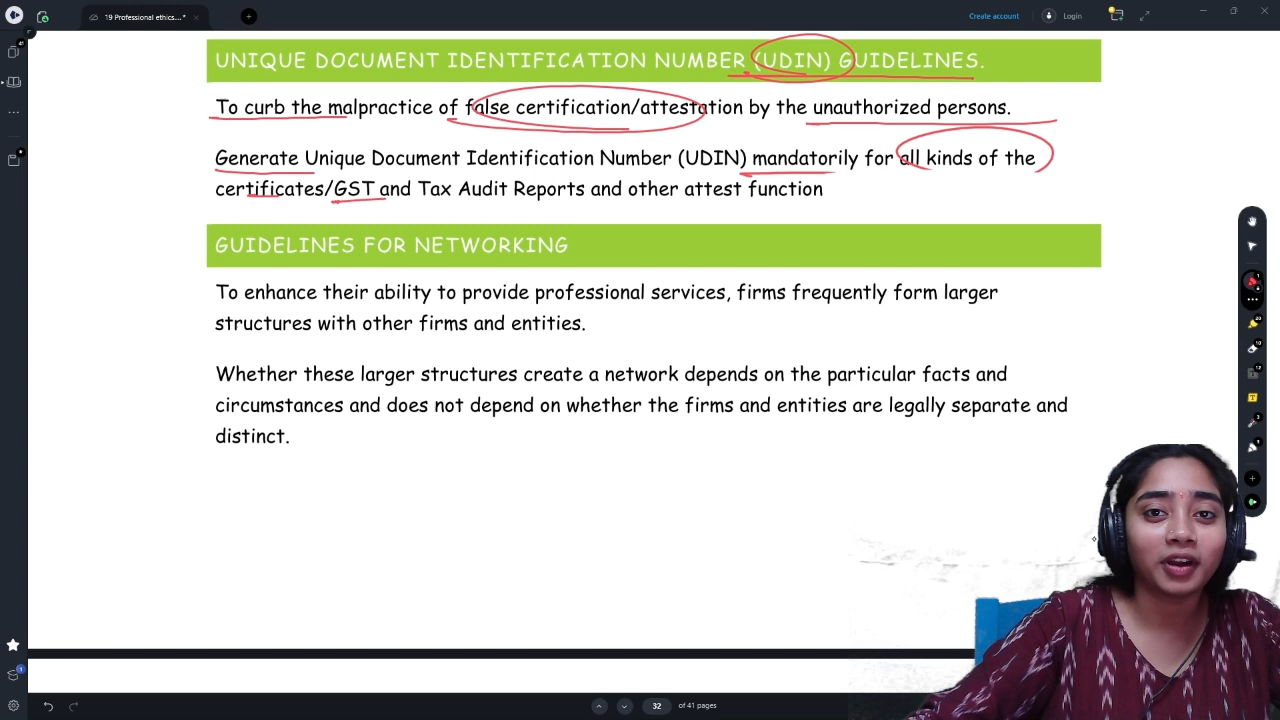 19 Professional ethics....*
Create account
Login
UNIQUE DOCUMENT IDENTIFICATION NUMBER (UDIN) GUIDELINES.
To curb the malpractice of false certification/attestation by the unauthorized persons.
Generate Unique Document Identification Number (UDIN) mandatorily for all kinds of the
certificates/GST and Tax Audit Reports and other attest function
GUIDELINES FOR NETWORKING
To enhance their ability to provide professional services, firms frequently form larger
structures with other firms and entities.
Whether these larger structures create a network depends on the particular facts and
circumstances and does not depend on whether the firms and entities are legally separate and
distinct.
32 of 41 pages